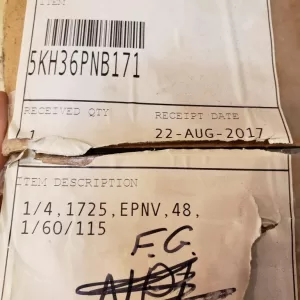 ITEM
5KH36PNB171
RECEIVED QTY RECEIPT DATE
1 22-AUG-2017
ITEM DESCRIPTION
1/4,1725,EPNV,48,
1/60/115
F.G.